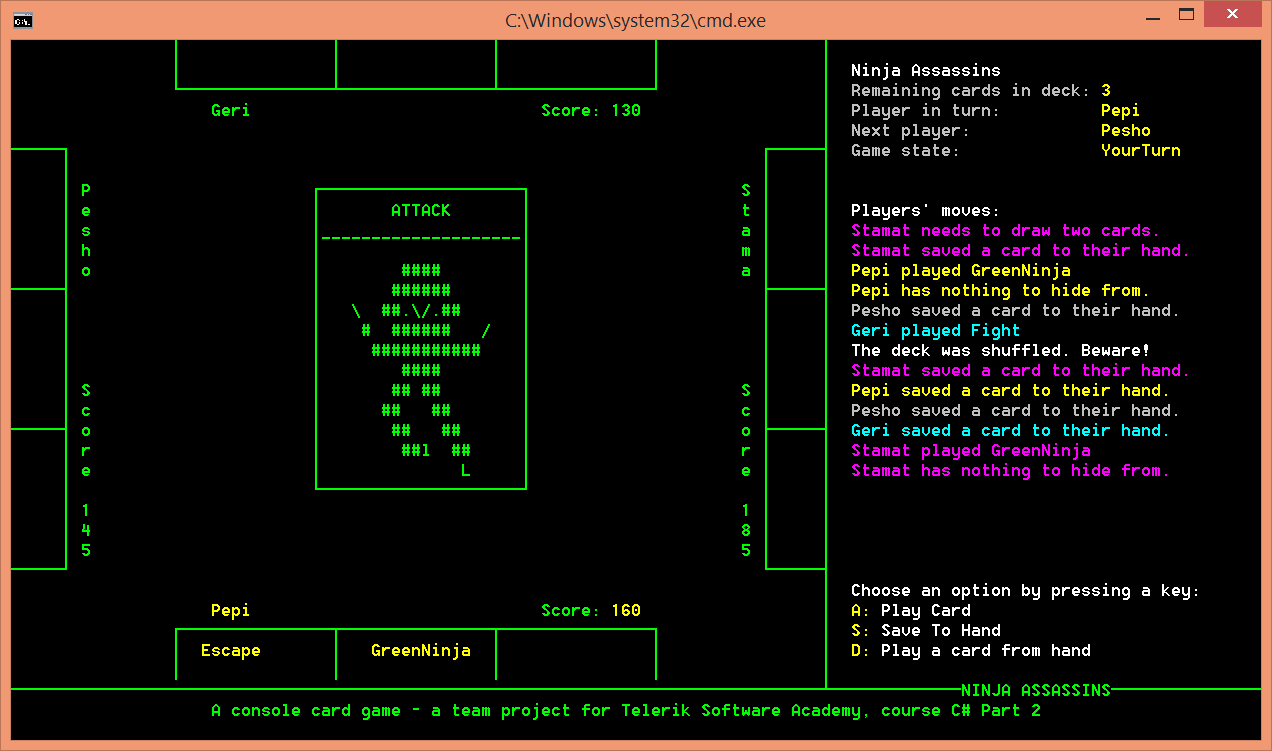 C:\Windows\system32\cmd.exe
Geri Score: 130
Pesho Score 145
ATTACK
--------------------
####
######
\  ##.\/.##
#  ######   /
###########
####
## ##
##   ##
##   ##
##l  ##
L
Stama Score 185
Pepi Score: 160
Escape GreenNinja
Ninja Assassins
Remaining cards in deck: 3
Player in turn: Pepi
Next player: Pesho
Game state: YourTurn
Players' moves:
Stamat needs to draw two cards.
Stamat saved a card to their hand.
Pepi played GreenNinja
Pepi has nothing to hide from.
Pesho saved a card to their hand.
Geri played Fight
The deck was shuffled. Beware!
Stamat saved a card to their hand.
Pepi saved a card to their hand.
Pesho saved a card to their hand.
Geri saved a card to their hand.
Stamat played GreenNinja
Stamat has nothing to hide from.
Choose an option by pressing a key:
A: Play Card
S: Save To Hand
D: Play a card from hand
NINJA ASSASSINS
A console card game - a team project for Telerik Software Academy, course C# Part 2